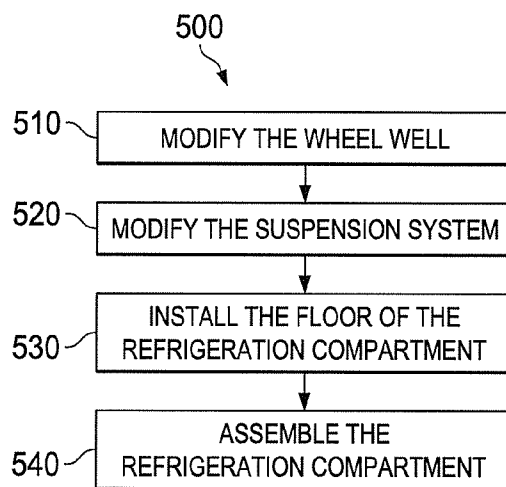 500
510
MODIFY THE WHEEL WELL
520
MODIFY THE SUSPENSION SYSTEM
530
INSTALL THE FLOOR OF THE
REFRIGERATION COMPARTMENT
540
ASSEMBLE THE
REFRIGERATION COMPARTMENT